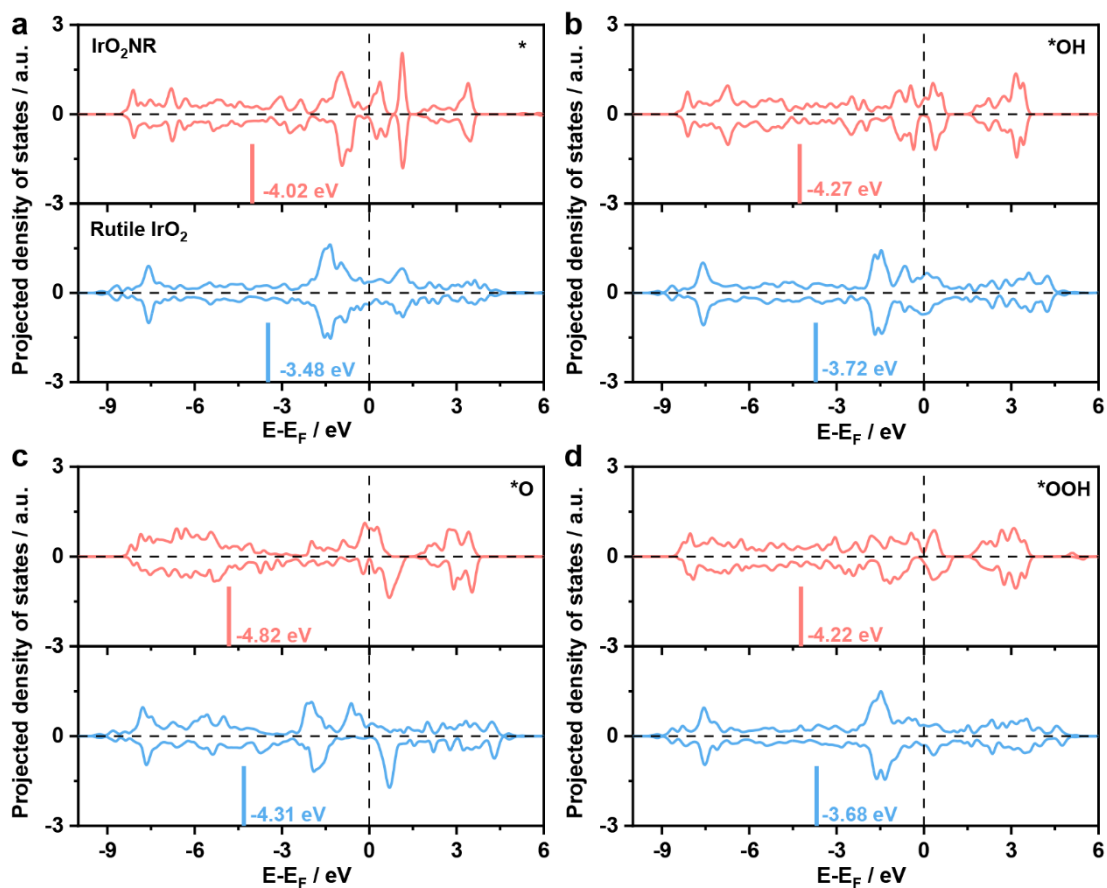 a
IrO2NR
*
-4.02 eV
Rutile IrO2
-3.48 eV
3
0
-3
3
0
-3
Projected density of states / a.u.
-9 -6 -3 0 3 6
E-EF / eV
b
*OH
-4.27 eV
-3.72 eV
3
0
-3
3
0
-3
Projected density of states / a.u.
-9 -6 -3 0 3 6
E-EF / eV
c
*O
-4.82 eV
-4.31 eV
3
0
-3
3
0
-3
Projected density of states / a.u.
-9 -6 -3 0 3 6
E-EF / eV
d
*OOH
-4.22 eV
-3.68 eV
3
0
-3
3
0
-3
Projected density of states / a.u.
-9 -6 -3 0 3 6
E-EF / eV